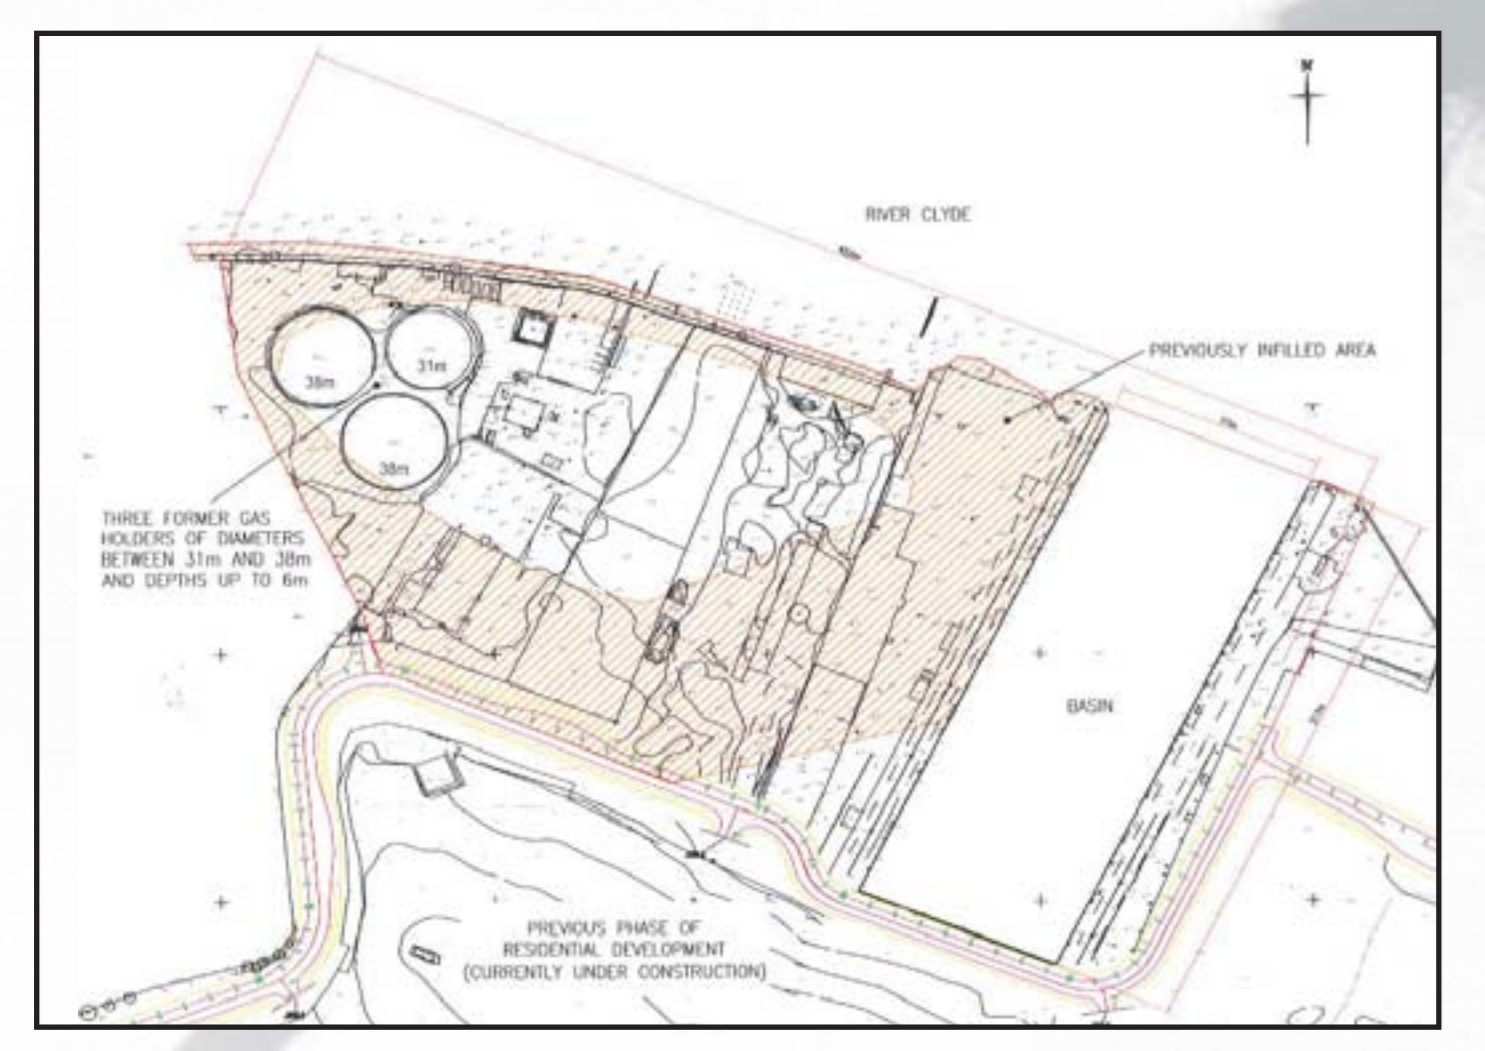 N
RIVER CLYDE
PREVIOUSLY INFILLED AREA
38m
31m
38m
THREE FORMER GAS
HOLDERS OF DIAMETERS
BETWEEN 31m AND 38m
AND DEPTHS UP TO 6m
BASIN
PREVIOUS PHASE OF
RESIDENTIAL DEVELOPMENT
(CURRENTLY UNDER CONSTRUCTION)